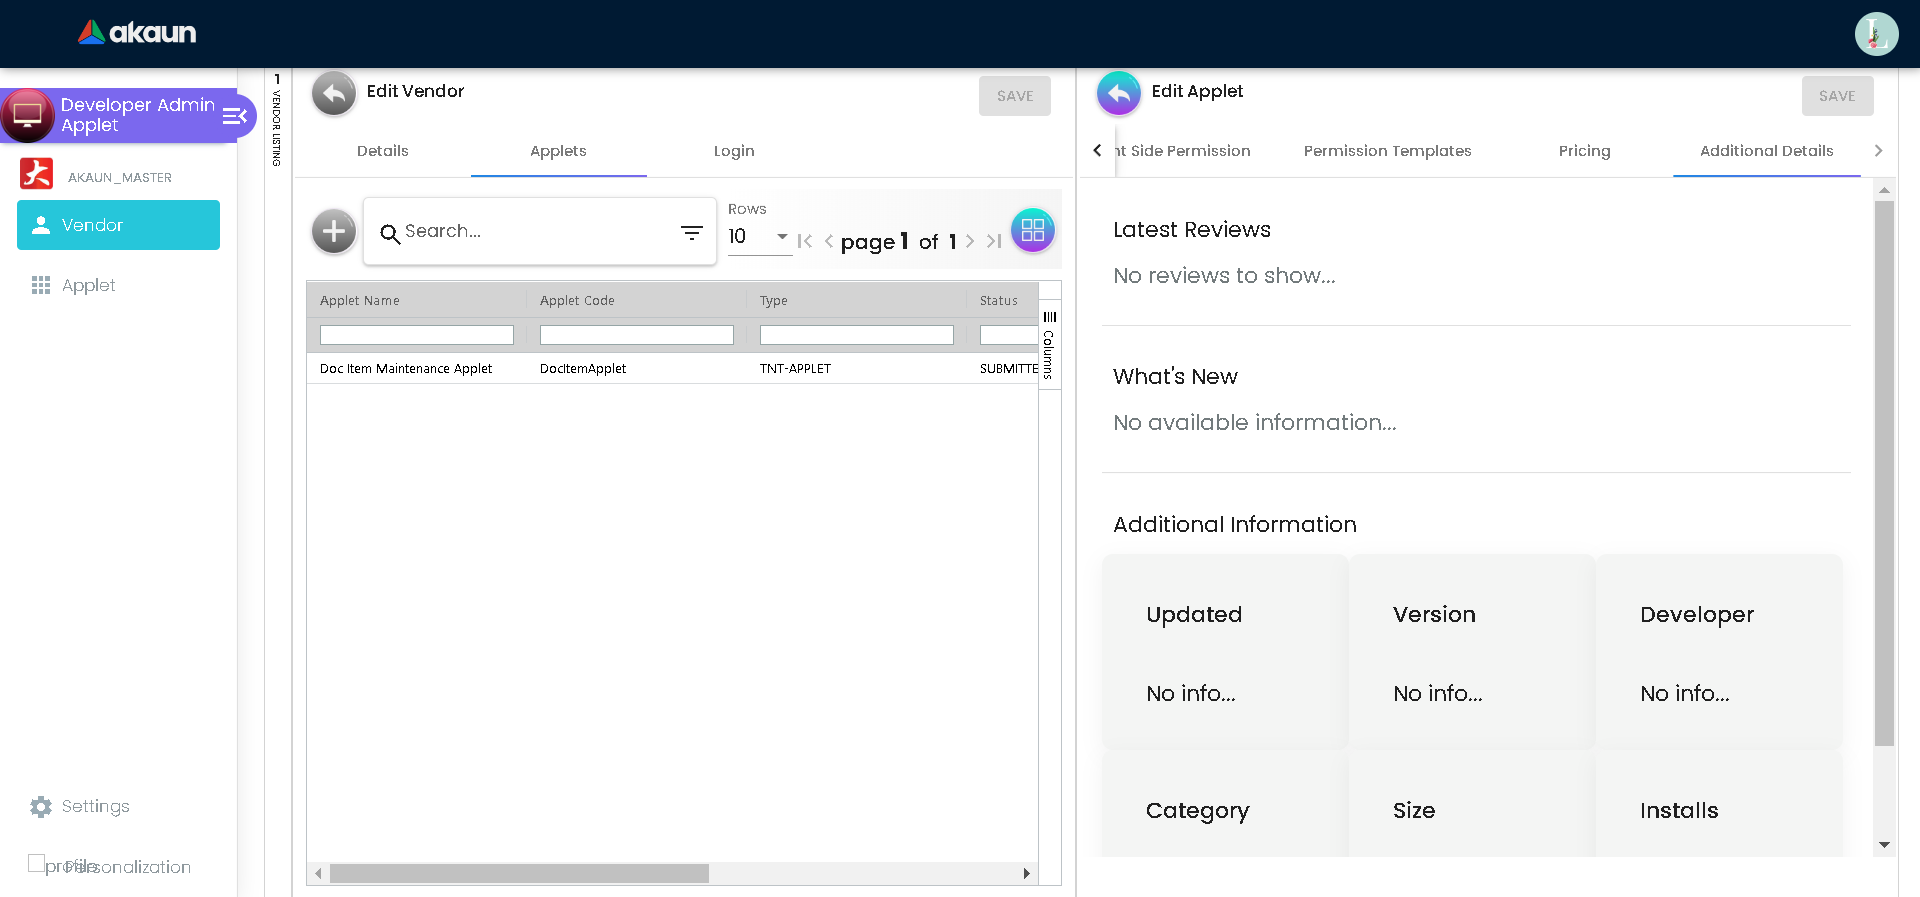 akaun
L
Developer Admin
Applet
AKAUN_MASTER
Vendor
Applet
Settings
profile
Personalization
1 VENDOR LISTING
Edit Vendor
SAVE
Details
Applets
Login
Search...
Rows
10
page 1 of 1
Applet Name
Applet Code
Type
Status
Doc Item Maintenance Applet
DocItemApplet
TNT-APPLET
SUBMITTE
Columns
Edit Applet
SAVE
nt Side Permission
Permission Templates
Pricing
Additional Details
Latest Reviews
No reviews to show...
What's New
No available information...
Additional Information
Updated
Version
Developer
No info...
No info...
No info...
Category
Size
Installs